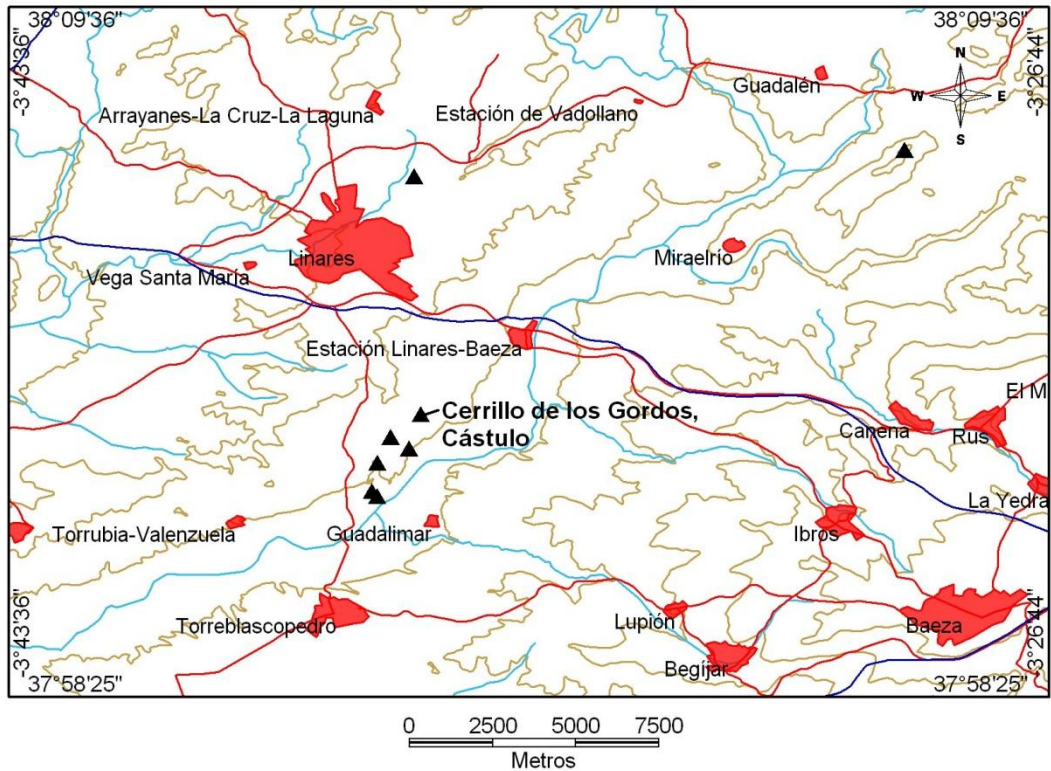 38°09'36"
38°09'36"
-3°43'36"
-3°26'44"
N
W
E
S
Guadalén
Arrayanes-La Cruz-La Laguna
Estación de Vadollano
Linares
Miraelrío
Vega Santa María
Estación Linares-Baeza
El M
Cerrillo de los Gordos,
Cástulo
Canena
Rus
La Yedra
Torrubia-Valenzuela
Guadalimar
Ibros
-3°43'36"
-3°26'44"
Torreblascopedro
Lupión
Baeza
Begíjar
37°58'25"
37°58'25"
0 2500 5000 7500
Metros